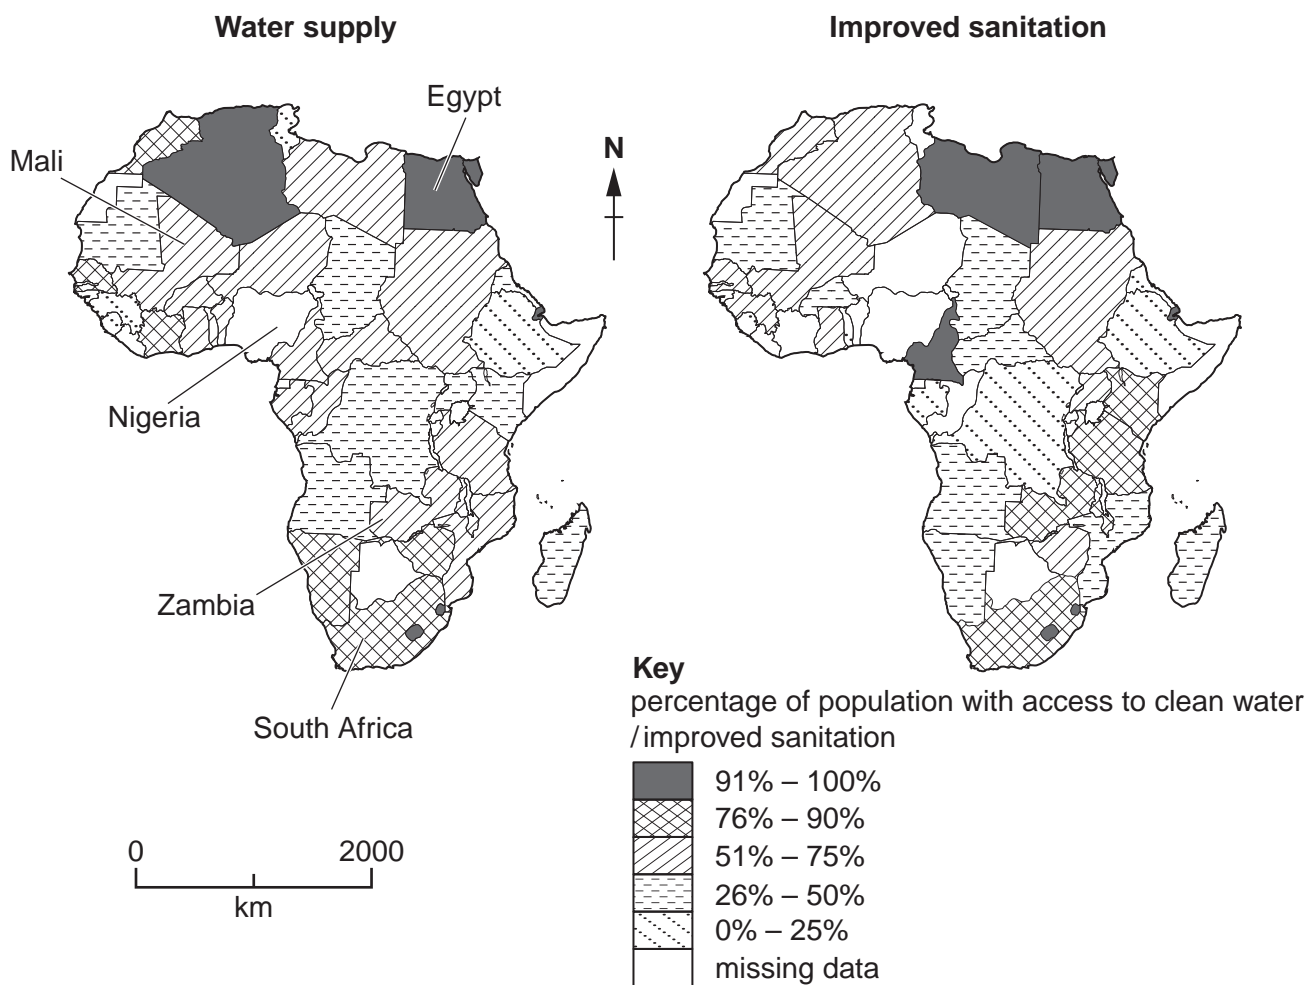 Water supply
Improved sanitation
Egypt
Mali
N
Nigeria
Zambia
South Africa
0 2000
km
Key
percentage of population with access to clean water
/ improved sanitation
91% – 100%
76% – 90%
51% – 75%
26% – 50%
0% – 25%
missing data